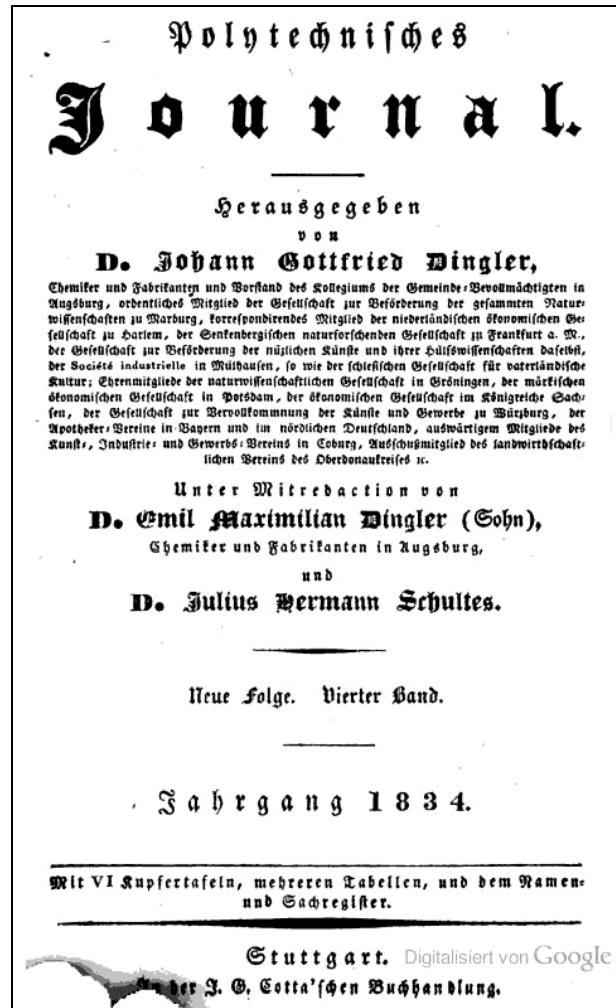 Polytechnisches
Journal.
Herausgegeben
von
D. Johann Gottfried Dingler,
Chemiker und Fabrikanten und Vorstand des Kollegiums der Gemeinde-Bevollmächtigten in
Augsburg, ordentliches Mitglied der Gesellschaft zur Beförderung der gesammten Natur-
wissenschaften zu Marburg, korrespondirendes Mitglied der niederländischen ökonomischen Ge-
sellschaft zu Harlem, der Senkenbergischen naturforschenden Gesellschaft zu Frankfurt a. M.,
der Gesellschaft zur Beförderung der nüzlichen Künste und ihrer Hülfswissenschaften daselbst,
der Société industrielle in Mülhausen, so wie der schlesischen Gesellschaft für vaterländische
Kultur; Ehrenmitgliede der naturwissenschaftlichen Gesellschaft in Gröningen, der märkischen
ökonomischen Gesellschaft in Potsdam, der ökonomischen Gesellschaft im Königreiche Sach-
sen, der Gesellschaft zur Vervollkommnung der Künste und Gewerbe zu Würzburg, der
Apotheker-Vereine in Bayern und im nördlichen Deutschland, auswärtigem Mitgliede des
Kunst-, Industrie- und Gewerbs-Vereins in Coburg, Ausschußmitglied des landwirthschaft-
lichen Vereins des Oberdonaukreises ꝛc.
Unter Mitredaction von
D. Emil Maximilian Dingler (Sohn),
Chemiker und Fabrikanten in Augsburg,
und
D. Julius Hermann Schultes.
Neue Folge. Vierter Band.
Jahrgang 1834.
Mit VI Kupfertafeln, mehreren Tabellen, und dem Namen-
und Sachregister.
Stuttgart.
Digitalisiert von Google
In der J. G. Cotta'schen Buchhandlung.